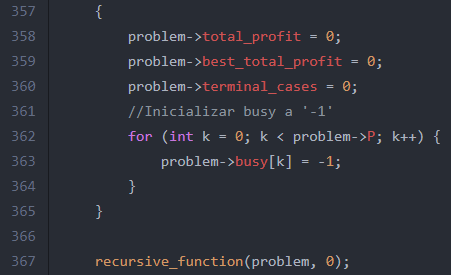 357 {
358 problem->total_profit = 0;
359 problem->best_total_profit = 0;
360 problem->terminal_cases = 0;
361 //Inicializar busy a '-1'
362 for (int k = 0; k < problem->P; k++) {
363 problem->busy[k] = -1;
364 }
365 }
366
367 recursive_function(problem, 0);